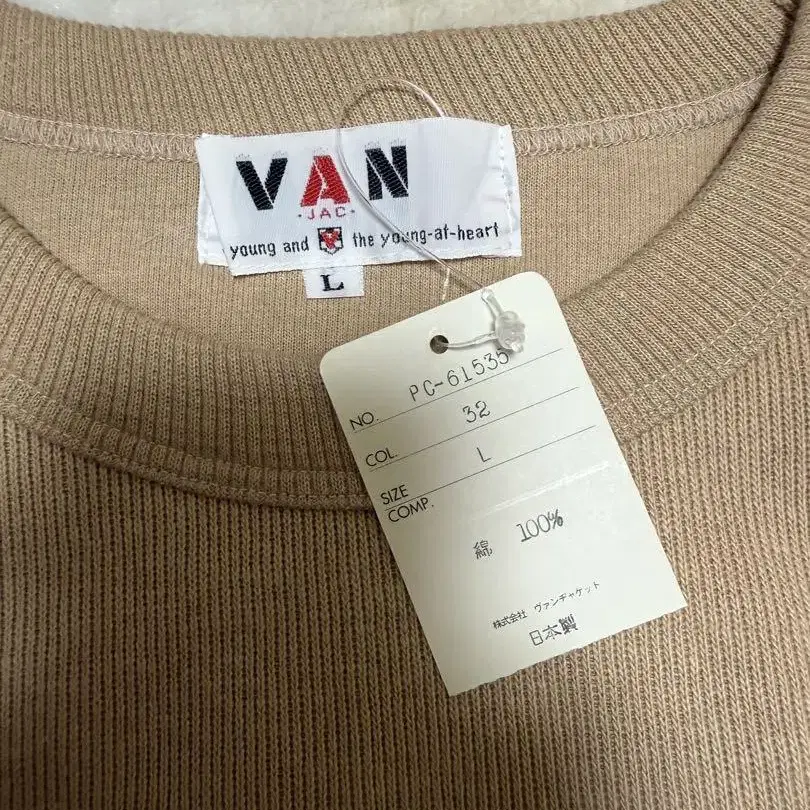 VAN
·JAC·
young and the young-at-heart
L
NO. PC-61535
COL. 32
SIZE L
COMP.
綿 100%
株式会社 ヴァンヂャケット
日本製